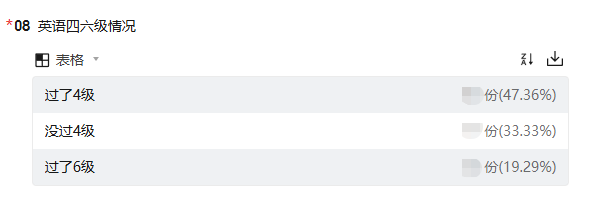 *08 英语四六级情况
表格
过了4级 份(47.36%)
没过4级 份(33.33%)
过了6级 份(19.29%)